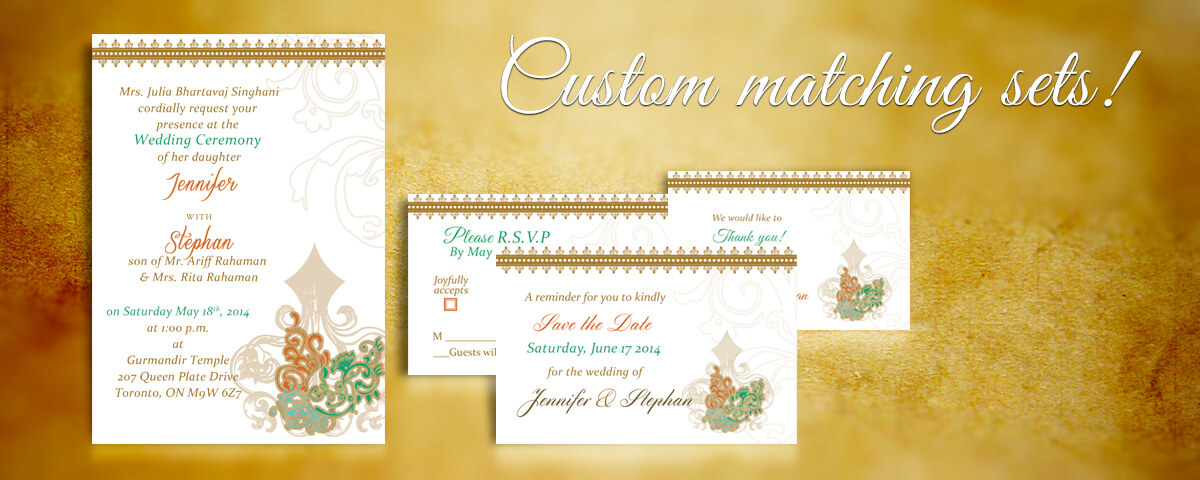 Custom matching sets!
Mrs. Julia Bhartavaj Singhani
cordially request your
presence at the
Wedding Ceremony
of her daughter
Jennifer
WITH
Stephan
son of Mr. Ariff Rahaman
& Mrs. Rita Rahaman
on Saturday May 18th, 2014
at 1:00 p.m.
at
Gurmandir Temple
207 Queen Plate Drive
Toronto, ON M9W 6Z7
Please R.S.V.P
By May
Joyfully
accepts
M
__Guests wil
A reminder for you to kindly
Save the Date
Saturday, June 17 2014
for the wedding of
Jennifer & Stephan
We would like to
Thank you!